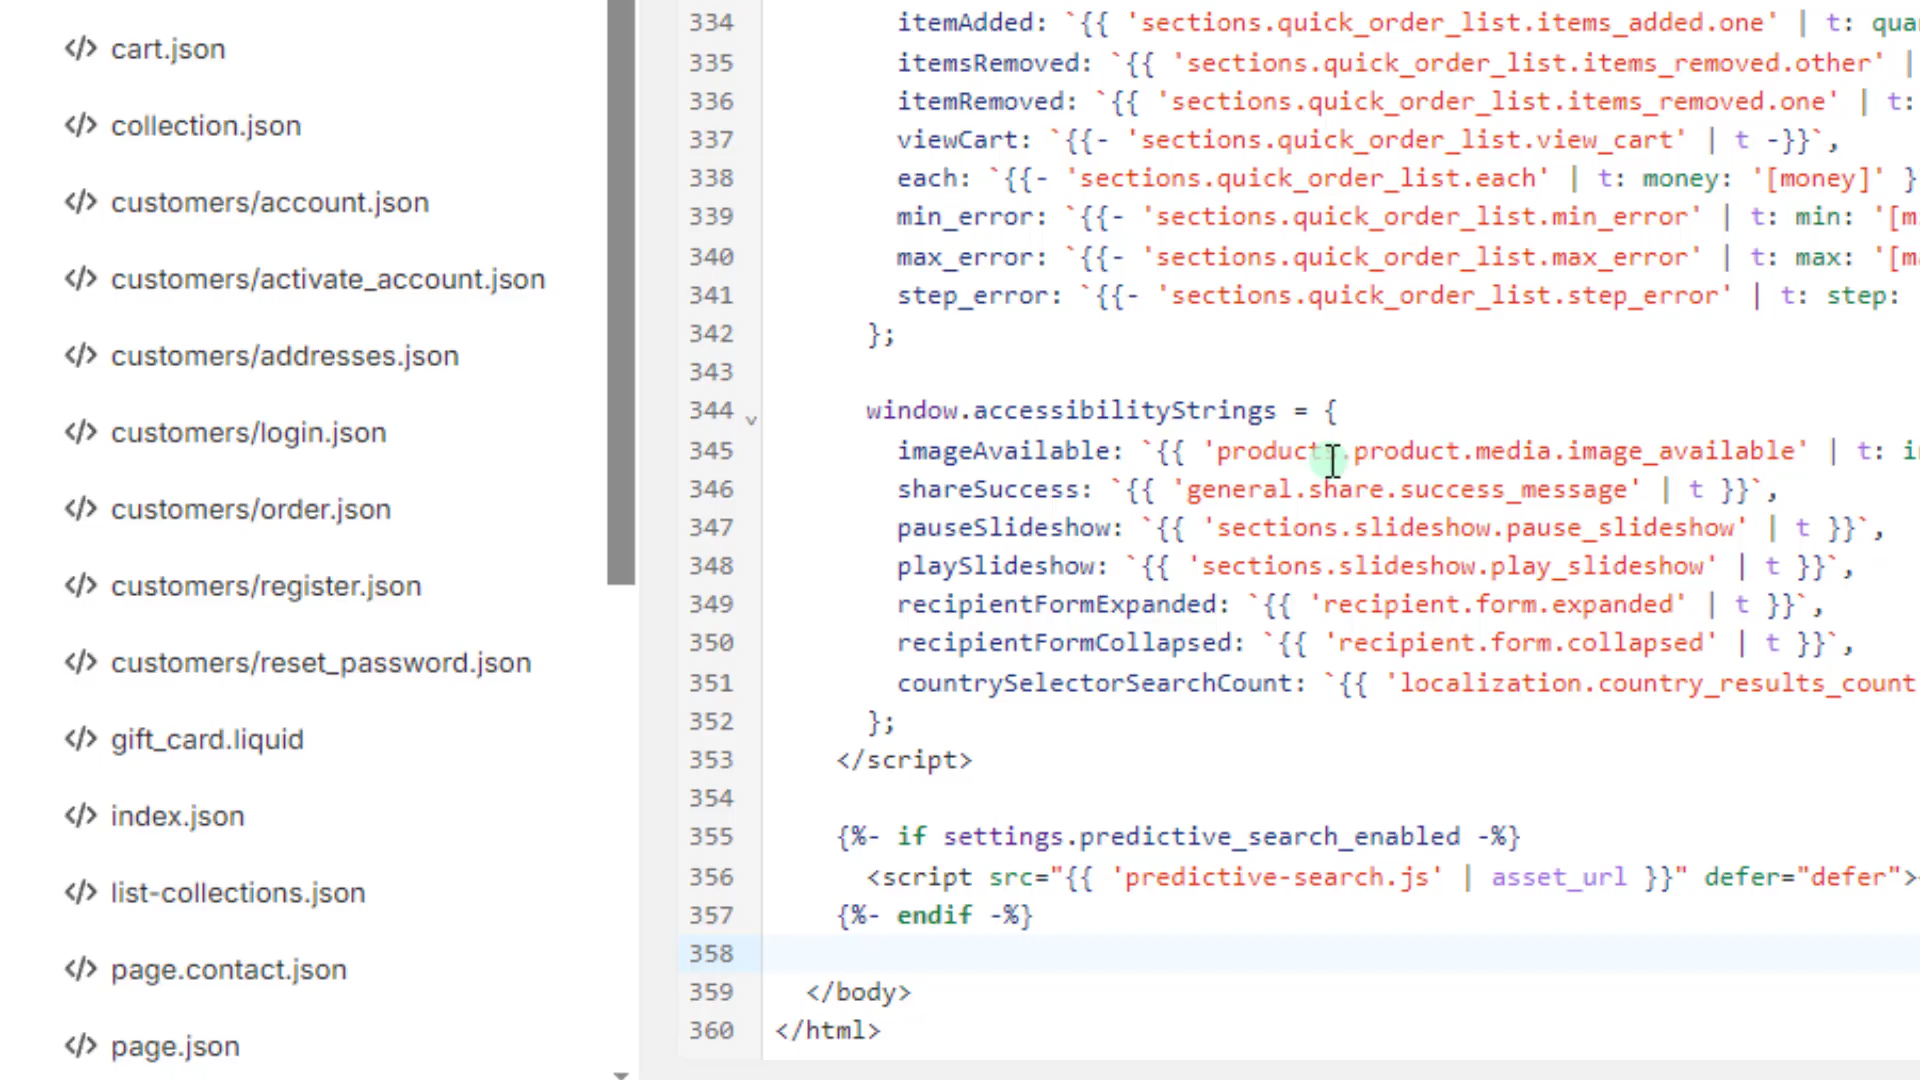 cart.json
collection.json
customers/account.json
customers/activate_account.json
customers/addresses.json
customers/login.json
customers/order.json
customers/register.json
customers/reset_password.json
gift_card.liquid
index.json
list-collections.json
page.contact.json
page.json
334 itemAdded: `{{ 'sections.quick_order_list.items_added.one' | t: qua
335 itemsRemoved: `{{ 'sections.quick_order_list.items_removed.other' |
336 itemRemoved: `{{ 'sections.quick_order_list.items_removed.one' | t:
337 viewCart: `{{- 'sections.quick_order_list.view_cart' | t -}}`,
338 each: `{{- 'sections.quick_order_list.each' | t: money: '[money]' }
339 min_error: `{{- 'sections.quick_order_list.min_error' | t: min: '[m
340 max_error: `{{- 'sections.quick_order_list.max_error' | t: max: '[ma
341 step_error: `{{- 'sections.quick_order_list.step_error' | t: step:
342 };
343
344 window.accessibilityStrings = {
345 imageAvailable: `{{ 'products.product.media.image_available' | t: i
346 shareSuccess: `{{ 'general.share.success_message' | t }}`,
347 pauseSlideshow: `{{ 'sections.slideshow.pause_slideshow' | t }}`,
348 playSlideshow: `{{ 'sections.slideshow.play_slideshow' | t }}`,
349 recipientFormExpanded: `{{ 'recipient.form.expanded' | t }}`,
350 recipientFormCollapsed: `{{ 'recipient.form.collapsed' | t }}`,
351 countrySelectorSearchCount: `{{ 'localization.country_results_count
352 };
353 </script>
354
355 {%- if settings.predictive_search_enabled -%}
356 <script src="{{ 'predictive-search.js' | asset_url }}" defer="defer">
357 {%- endif -%}
358
359 </body>
360 </html>